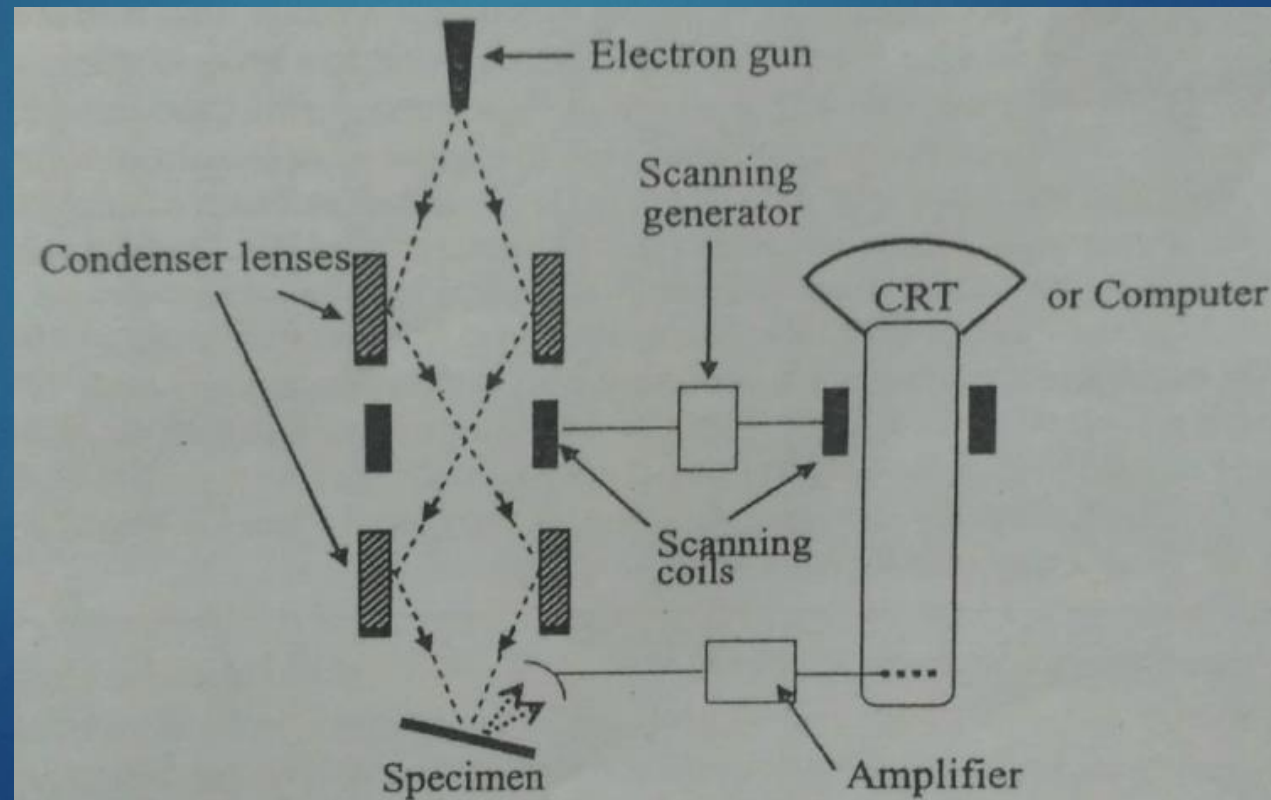 Electron gun
Scanning
generator
Condenser lenses
CRT
or Computer
Scanning
coils
Specimen
Amplifier